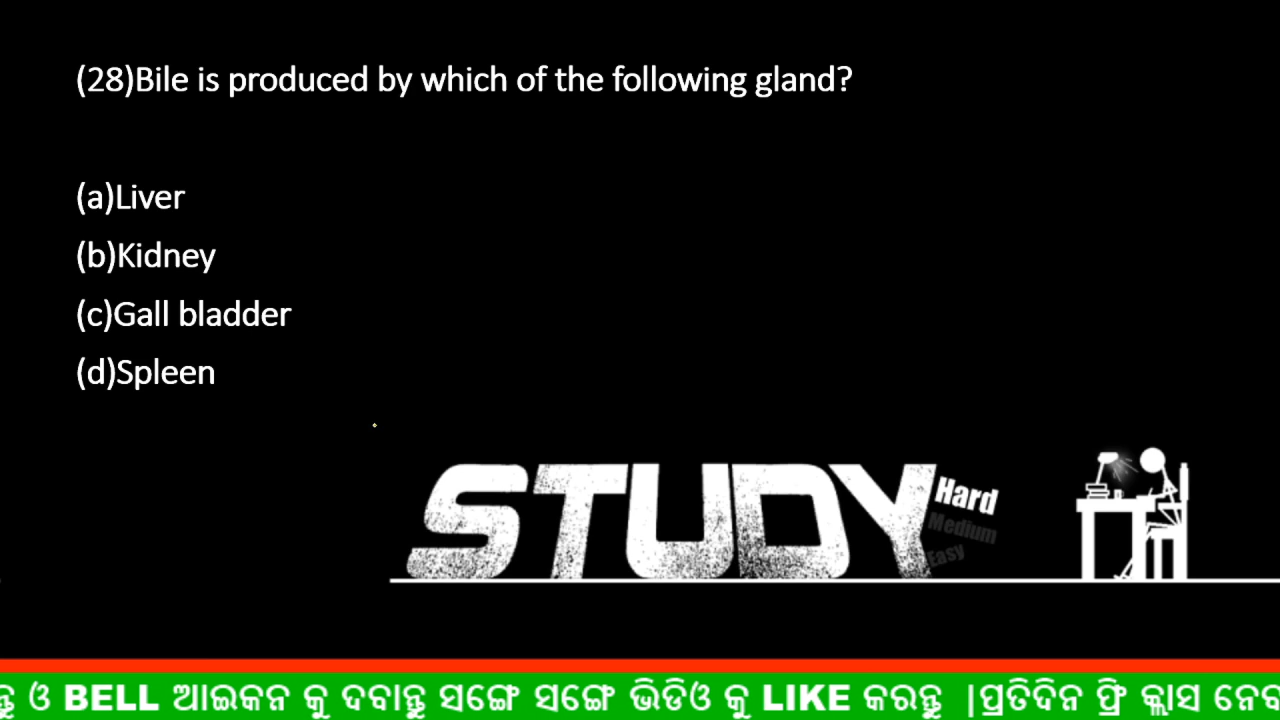 (28)Bile is produced by which of the following gland?
(a)Liver
(b)Kidney
(c)Gall bladder
(d)Spleen
STUDY Hard
Medium
Easy
ଓ BELL ଆଇକନ କୁ ଦବାନ୍ତୁ ସଙ୍ଗେ ସଙ୍ଗେ ଭିଡିଓ କୁ LIKE କରନ୍ତୁ |ପ୍ରତିଦିନ ଫ୍ରି କ୍ଲାସ